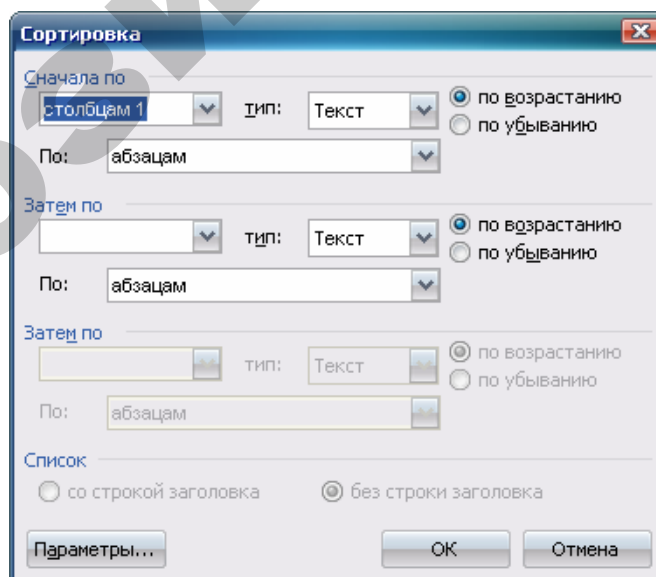 Сортировка
Сначала по
столбцам 1 тип: Текст по возрастанию
по убыванию
По: абзацам
Затем по
тип: Текст по возрастанию
по убыванию
По: абзацам
Затем по
тип: Текст по возрастанию
по убыванию
По: абзацам
Список
со строкой заголовка без строки заголовка
Параметры... ОК Отмена